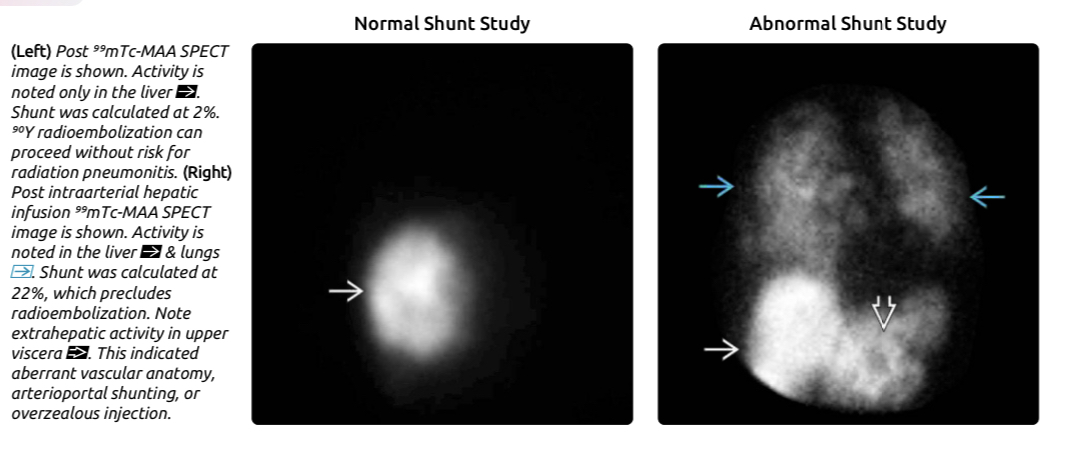 Normal Shunt Study
Abnormal Shunt Study
(Left) Post ⁹⁹mTc-MAA SPECT
image is shown. Activity is
noted only in the liver.
Shunt was calculated at 2%.
⁹⁰Y radioembolization can
proceed without risk for
radiation pneumonitis. (Right)
Post intraarterial hepatic
infusion ⁹⁹mTc-MAA SPECT
image is shown. Activity is
noted in the liver & lungs
. Shunt was calculated at
22%, which precludes
radioembolization. Note
extrahepatic activity in upper
viscera. This indicated
aberrant vascular anatomy,
arterioportal shunting, or
overzealous injection.